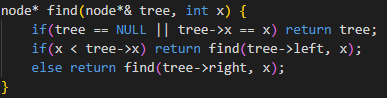 node* find(node*& tree, int x) {
    if(tree == NULL || tree->x == x) return tree;
    if(x < tree->x) return find(tree->left, x);
    else return find(tree->right, x);
}